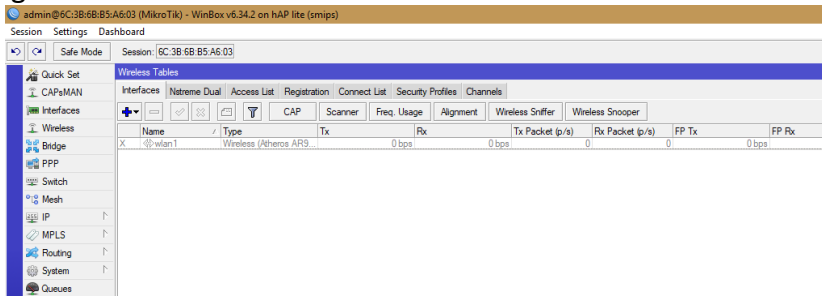 admin@6C:3B:6B:B5:A6:03 (MikroTik) - WinBox v6.34.2 on hAP lite (smips)
Session Settings Dashboard
Safe Mode Session: 6C:3B:6B:B5:A6:03
Quick Set
CAPsMAN
Interfaces
Wireless
Bridge
PPP
Switch
Mesh
IP
MPLS
Routing
System
Queues
Wireless Tables
Interfaces Nstreme Dual Access List Registration Connect List Security Profiles Channels
CAP Scanner Freq. Usage Alignment Wireless Sniffer Wireless Snooper
Name / Type Tx Rx Tx Packet (p/s) Rx Packet (p/s) FP Tx FP Rx
X wlan1 Wireless (Atheros AR9... 0 bps 0 bps 0 0 0 bps